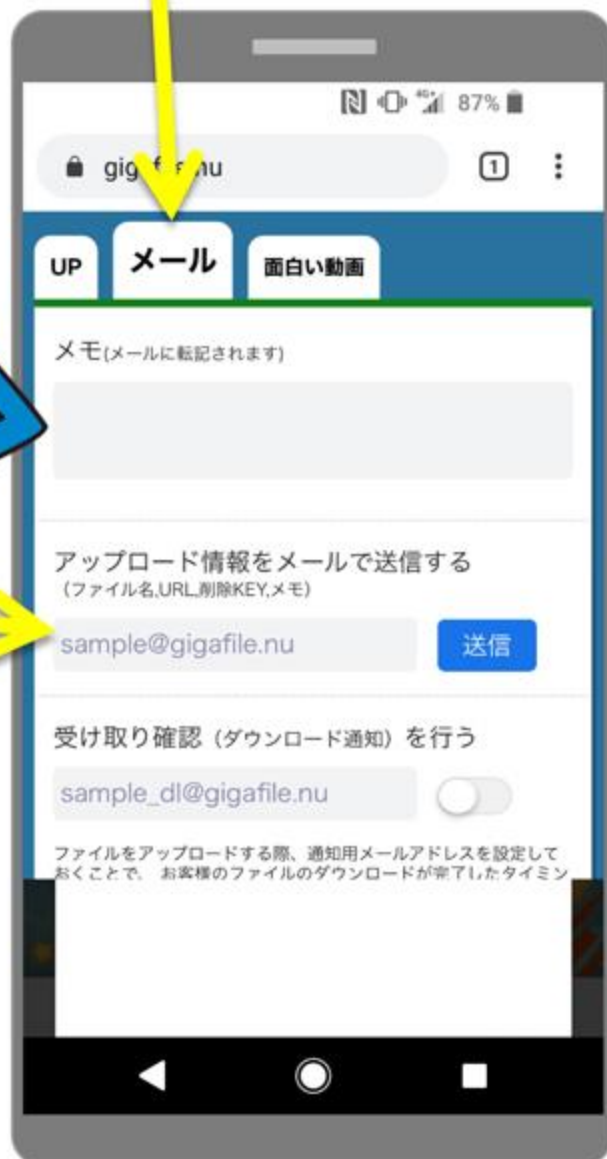 87%
gigafile.nu
1
UP メール 面白い動画
メモ(メールに転記されます)
アップロード情報をメールで送信する
(ファイル名,URL,削除KEY,メモ)
sample@gigafile.nu 送信
受け取り確認（ダウンロード通知）を行う
sample_dl@gigafile.nu
ファイルをアップロードする際、通知用メールアドレスを設定して
おくことで、 お客様のファイルのダウンロードが完了したタイミン